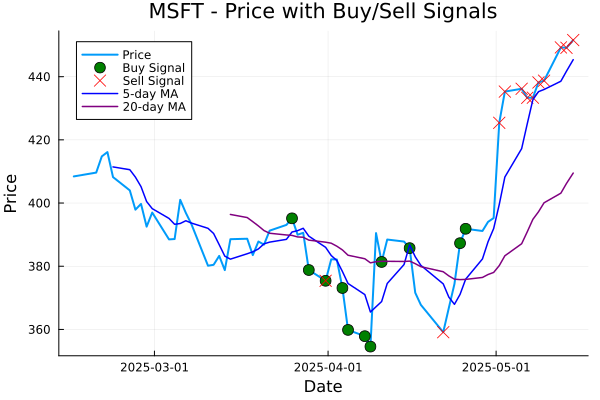 MSFT - Price with Buy/Sell Signals
Price
Buy Signal
Sell Signal
5-day MA
20-day MA
440
420
400
380
360
Price
2025-03-01
2025-04-01
2025-05-01
Date